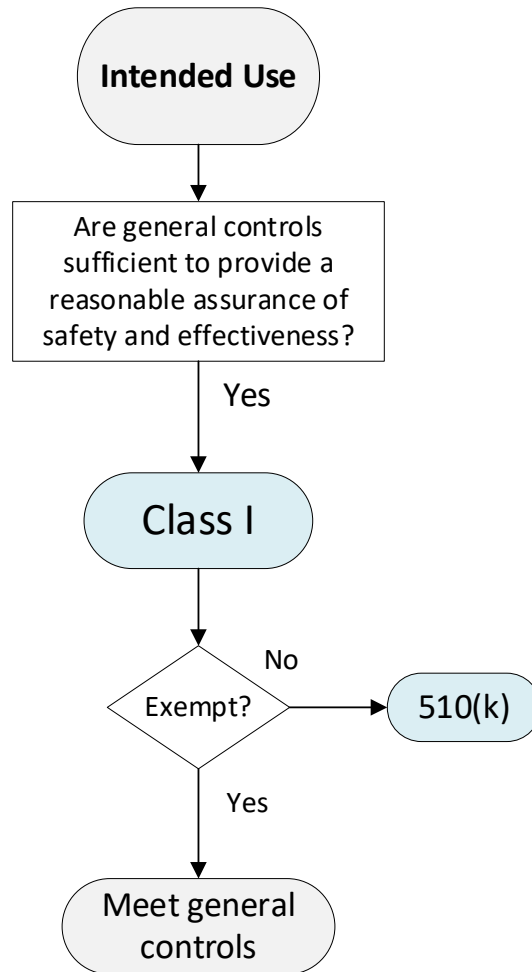 Intended Use
Are general controls
sufficient to provide a
reasonable assurance of
safety and effectiveness?
Yes
Class I
No
Exempt?
510(k)
Yes
Meet general
controls